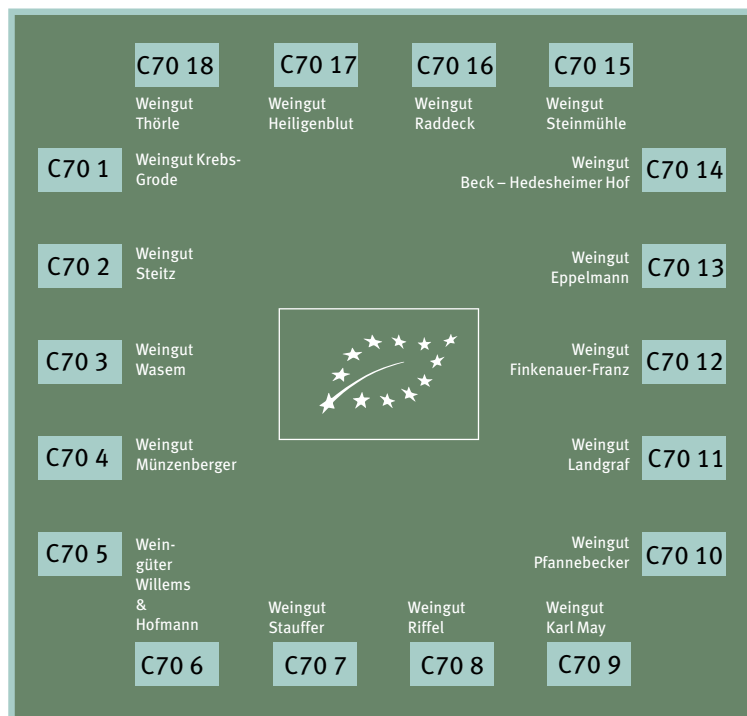 C70 18
Weingut
Thörle
C70 17
Weingut
Heiligenblut
C70 16
Weingut
Raddeck
C70 15
Weingut
Steinmühle
C70 1
Weingut Krebs-
Grode
Weingut
Beck – Hedesheimer Hof
C70 14
C70 2
Weingut
Steitz
Weingut
Eppelmann
C70 13
C70 3
Weingut
Wasem
Weingut
Finkenauer-Franz
C70 12
C70 4
Weingut
Münzenberger
Weingut
Landgraf
C70 11
C70 5
Wein-
güter
Willems
&
Hofmann
C70 6
Weingut
Pfannebecker
C70 10
Weingut
Stauffer
C70 7
Weingut
Riffel
C70 8
Weingut
Karl May
C70 9